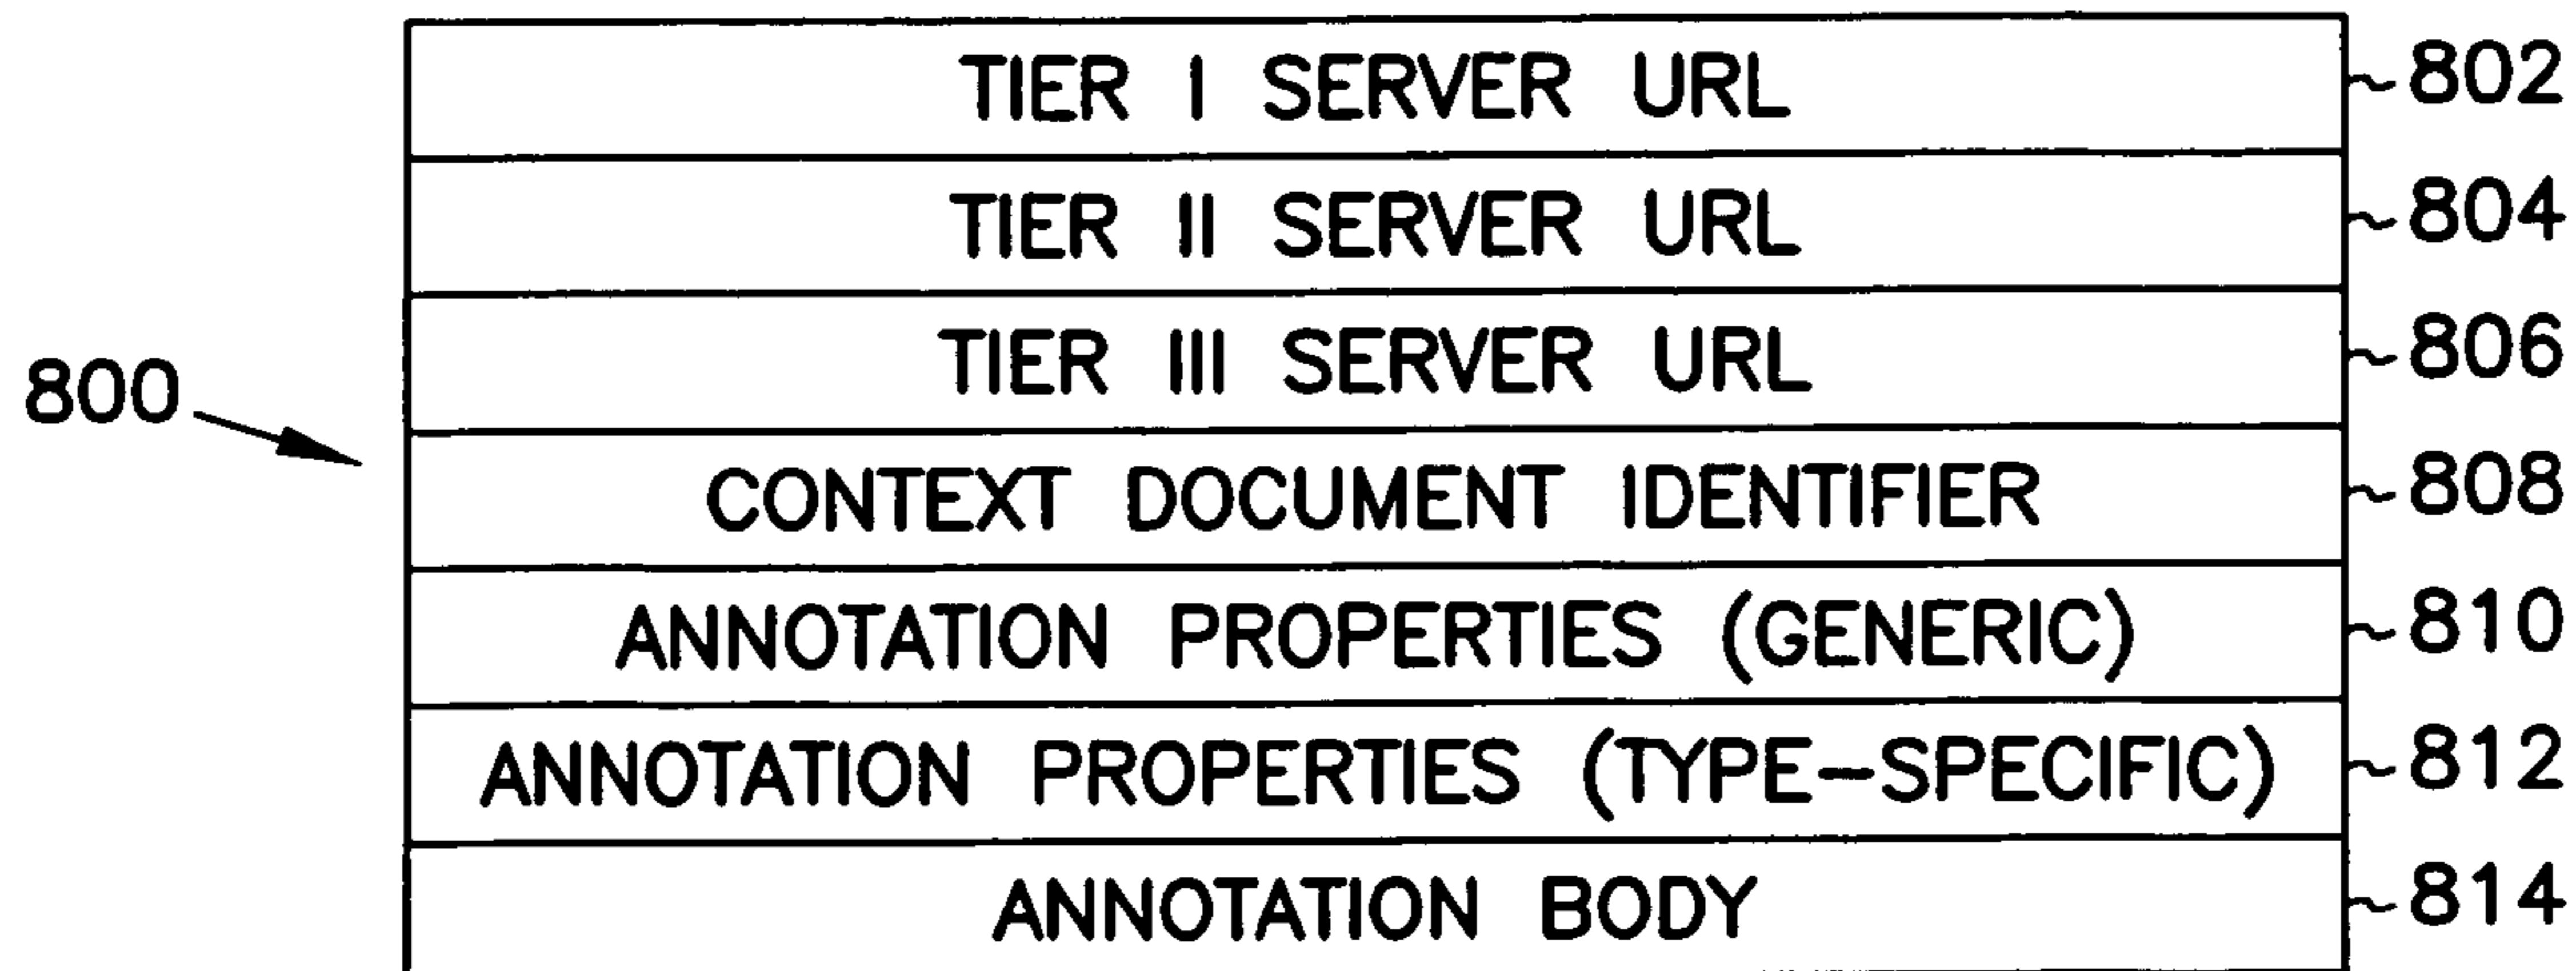 TIER I SERVER URL 802
TIER II SERVER URL 804
TIER III SERVER URL 806
800
CONTEXT DOCUMENT IDENTIFIER 808
ANNOTATION PROPERTIES (GENERIC) 810
ANNOTATION PROPERTIES (TYPE-SPECIFIC) 812
ANNOTATION BODY 814